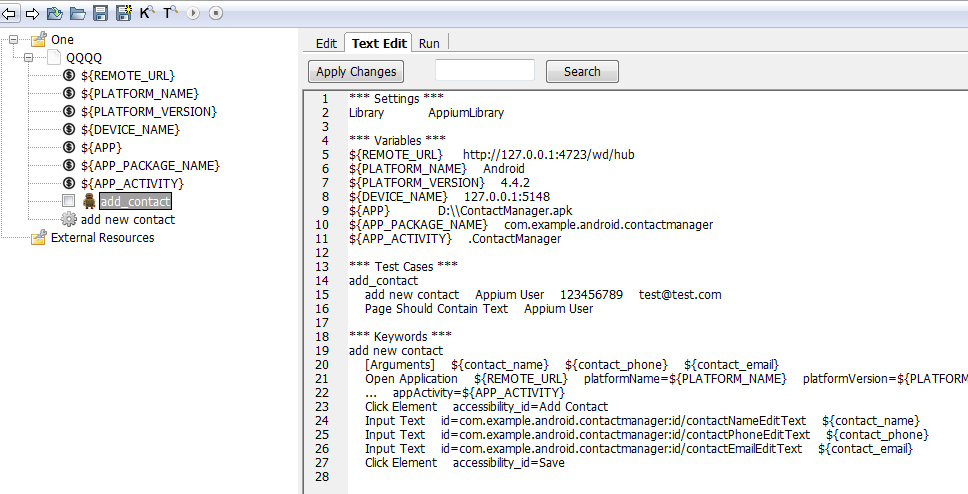 K T
One
QQQQ
${REMOTE_URL}
${PLATFORM_NAME}
${PLATFORM_VERSION}
${DEVICE_NAME}
${APP}
${APP_PACKAGE_NAME}
${APP_ACTIVITY}
add_contact
add new contact
External Resources
Edit Text Edit Run
Apply Changes Search
1 *** Settings ***
2 Library AppiumLibrary
3
4 *** Variables ***
5 ${REMOTE_URL} http://127.0.0.1:4723/wd/hub
6 ${PLATFORM_NAME} Android
7 ${PLATFORM_VERSION} 4.4.2
8 ${DEVICE_NAME} 127.0.0.1:5148
9 ${APP} D:\\ContactManager.apk
10 ${APP_PACKAGE_NAME} com.example.android.contactmanager
11 ${APP_ACTIVITY} .ContactManager
12
13 *** Test Cases ***
14 add_contact
15 add new contact Appium User 123456789 test@test.com
16 Page Should Contain Text Appium User
17
18 *** Keywords ***
19 add new contact
20 [Arguments] ${contact_name} ${contact_phone} ${contact_email}
21 Open Application ${REMOTE_URL} platformName=${PLATFORM_NAME} platformVersion=${PLATFORM
22 ... appActivity=${APP_ACTIVITY}
23 Click Element accessibility_id=Add Contact
24 Input Text id=com.example.android.contactmanager:id/contactNameEditText ${contact_name}
25 Input Text id=com.example.android.contactmanager:id/contactPhoneEditText ${contact_phone}
26 Input Text id=com.example.android.contactmanager:id/contactEmailEditText ${contact_email}
27 Click Element accessibility_id=Save
28